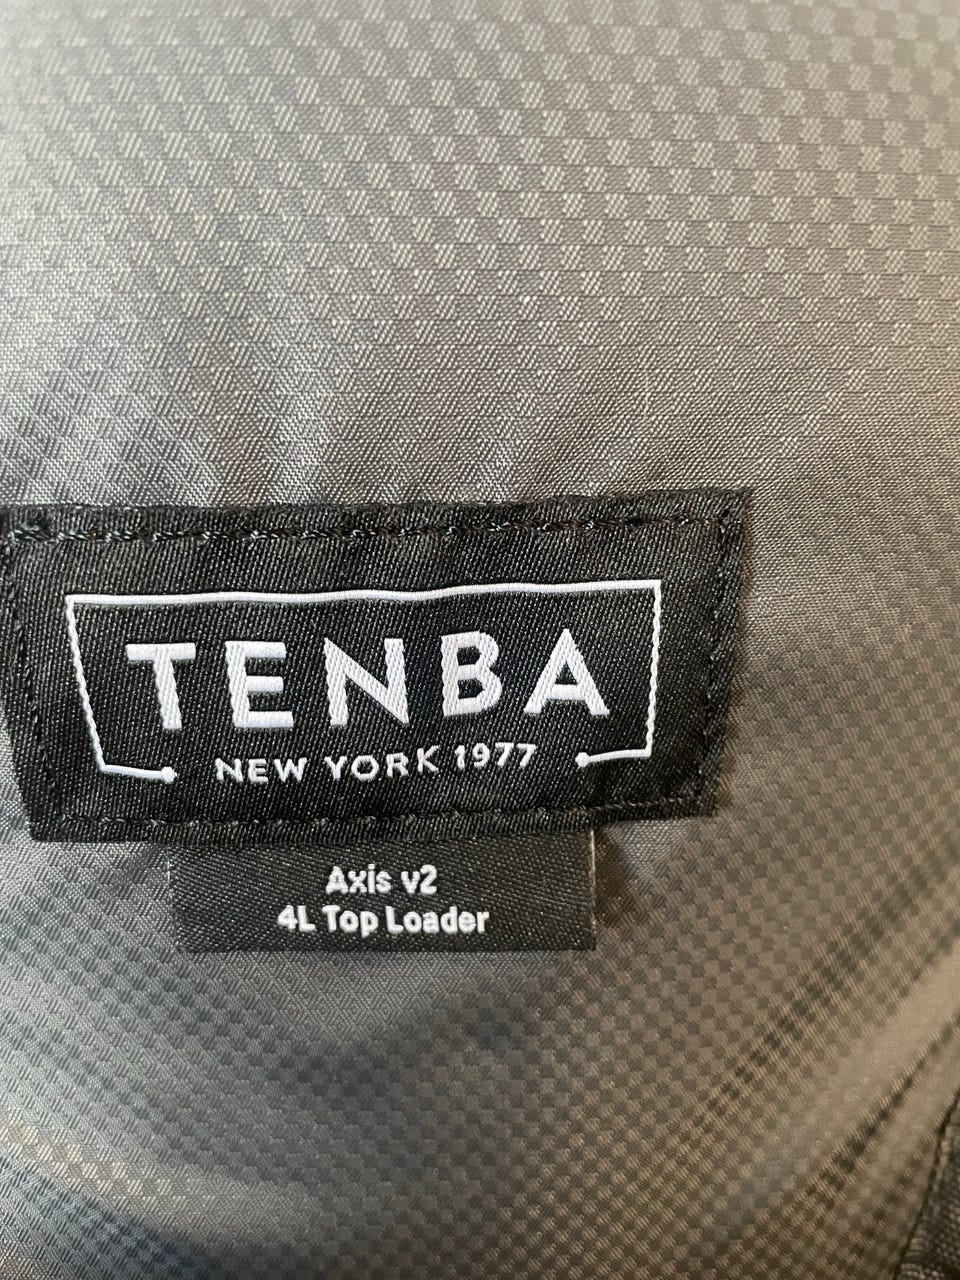 TENBA
NEW YORK 1977
Axis v2
4L Top Loader